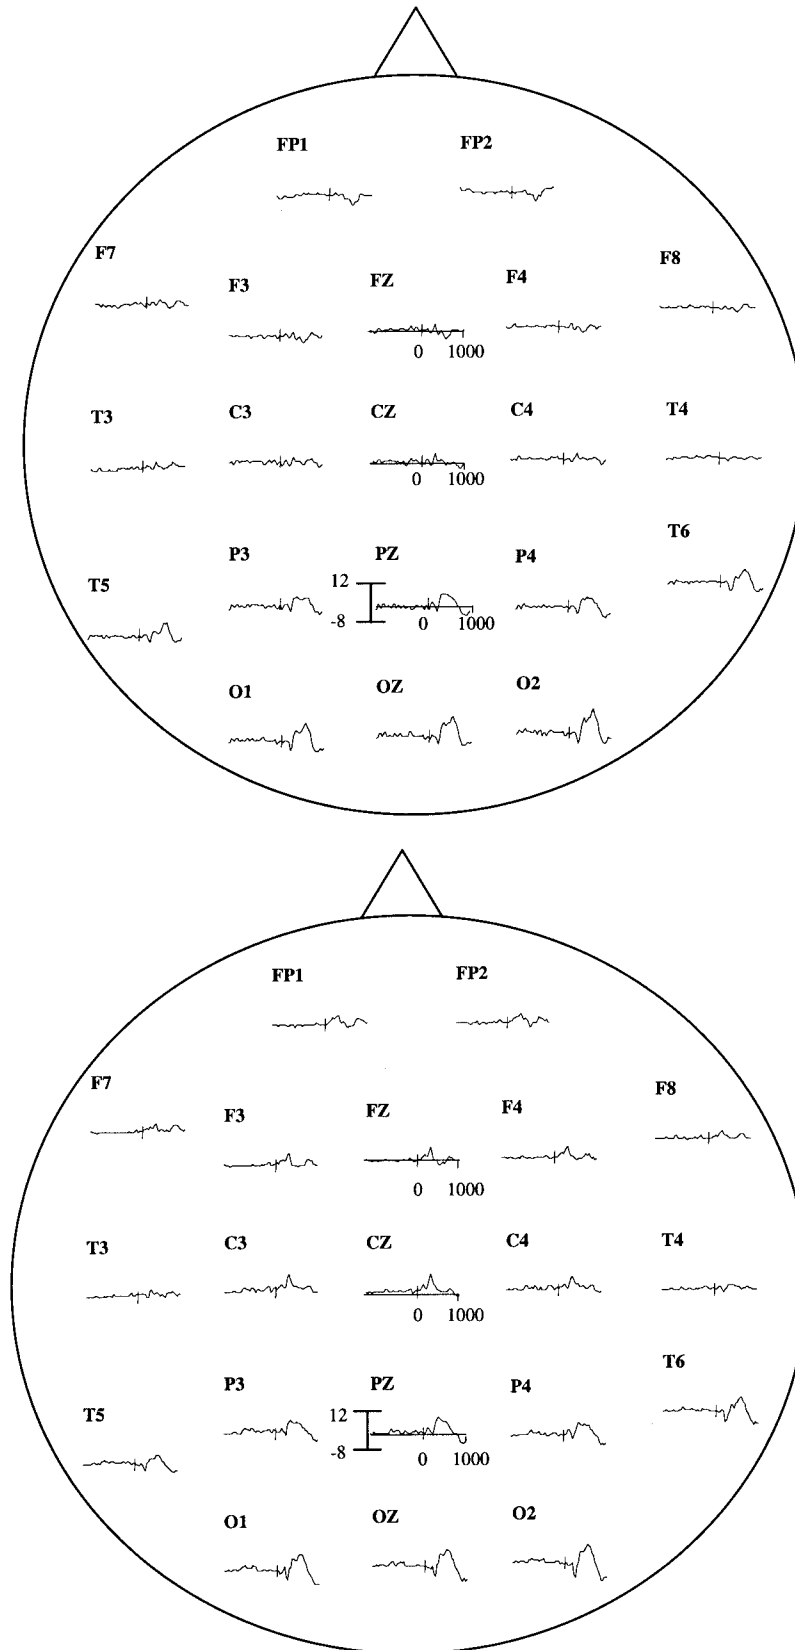 FP1 FP2
F7 F8
F3 FZ F4
0 1000
T3 C3 CZ C4 T4
0 1000
T6
P3 PZ P4
12
T5
-8 0 1000
O1 OZ O2
FP1 FP2
F7 F8
F3 FZ F4
0 1000
T3 C3 CZ C4 T4
0 1000
T6
P3 PZ P4
T5 12
-8 0 1000
O1 OZ O2